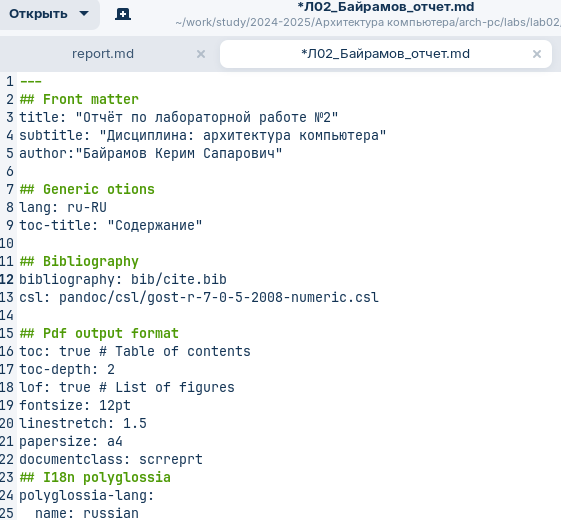 Открыть
*Л02_Байрамов_отчет.md
~/work/study/2024-2025/Архитектура компьютера/arch-pc/labs/lab02/
report.md
*Л02_Байрамов_отчет.md
1 ---
2 ## Front matter
3 title: "Отчёт по лабораторной работе №2"
4 subtitle: "Дисциплина: архитектура компьютера"
5 author:"Байрамов Керим Сапарович"
6
7 ## Generic otions
8 lang: ru-RU
9 toc-title: "Содержание"
10
11 ## Bibliography
12 bibliography: bib/cite.bib
13 csl: pandoc/csl/gost-r-7-0-5-2008-numeric.csl
14
15 ## Pdf output format
16 toc: true # Table of contents
17 toc-depth: 2
18 lof: true # List of figures
19 fontsize: 12pt
20 linestretch: 1.5
21 papersize: a4
22 documentclass: scrreprt
23 ## I18n polyglossia
24 polyglossia-lang:
25   name: russian